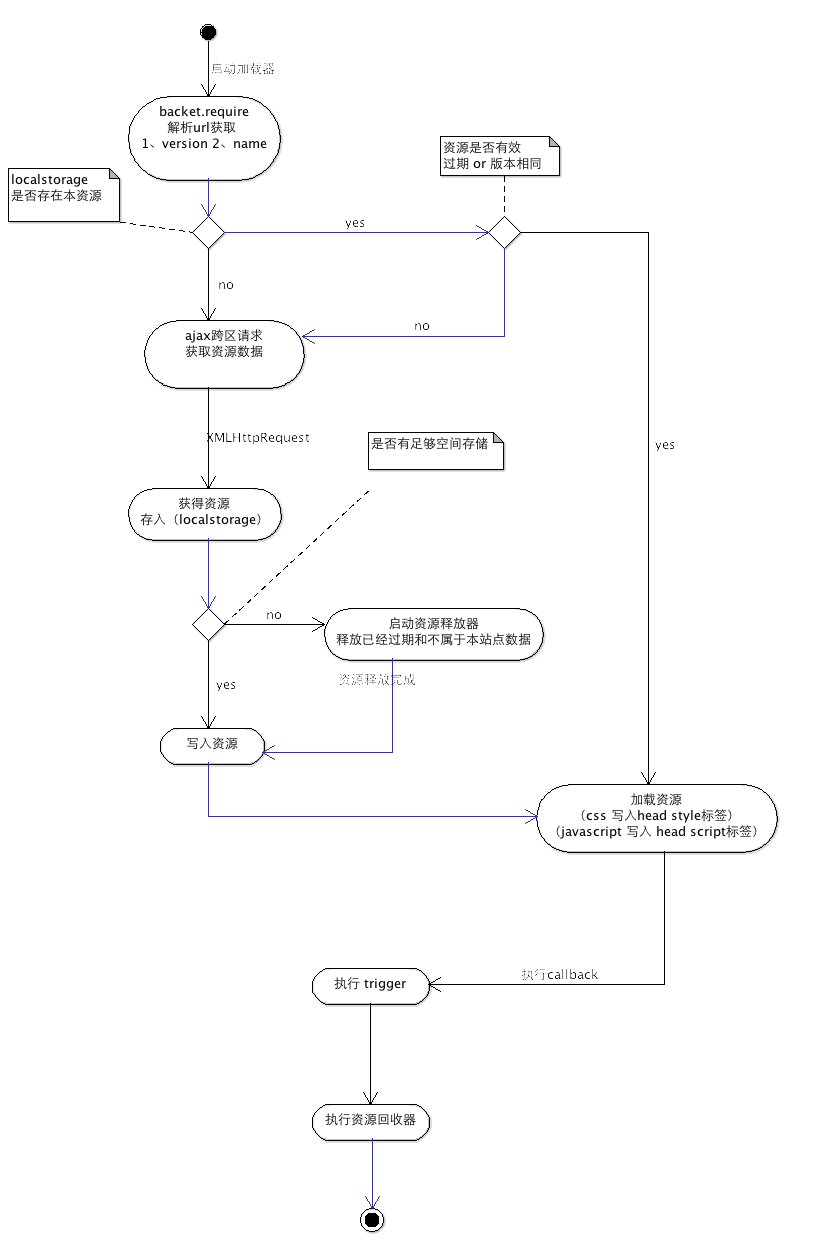 启动加载器
backet.require
解析url获取
1、version 2、name
资源是否有效
过期 or 版本相同
localstorage
是否存在本资源
yes
no
no
ajax跨区请求
获取资源数据
yes
XMLHttpRequest
是否有足够空间存储
获得资源
存入（localstorage）
no
启动资源释放器
释放已经过期和不属于本站点数据
资源释放完成
yes
写入资源
加载资源
（css 写入head style标签）
（javascript 写入 head script标签）
执行callback
执行 trigger
执行资源回收器